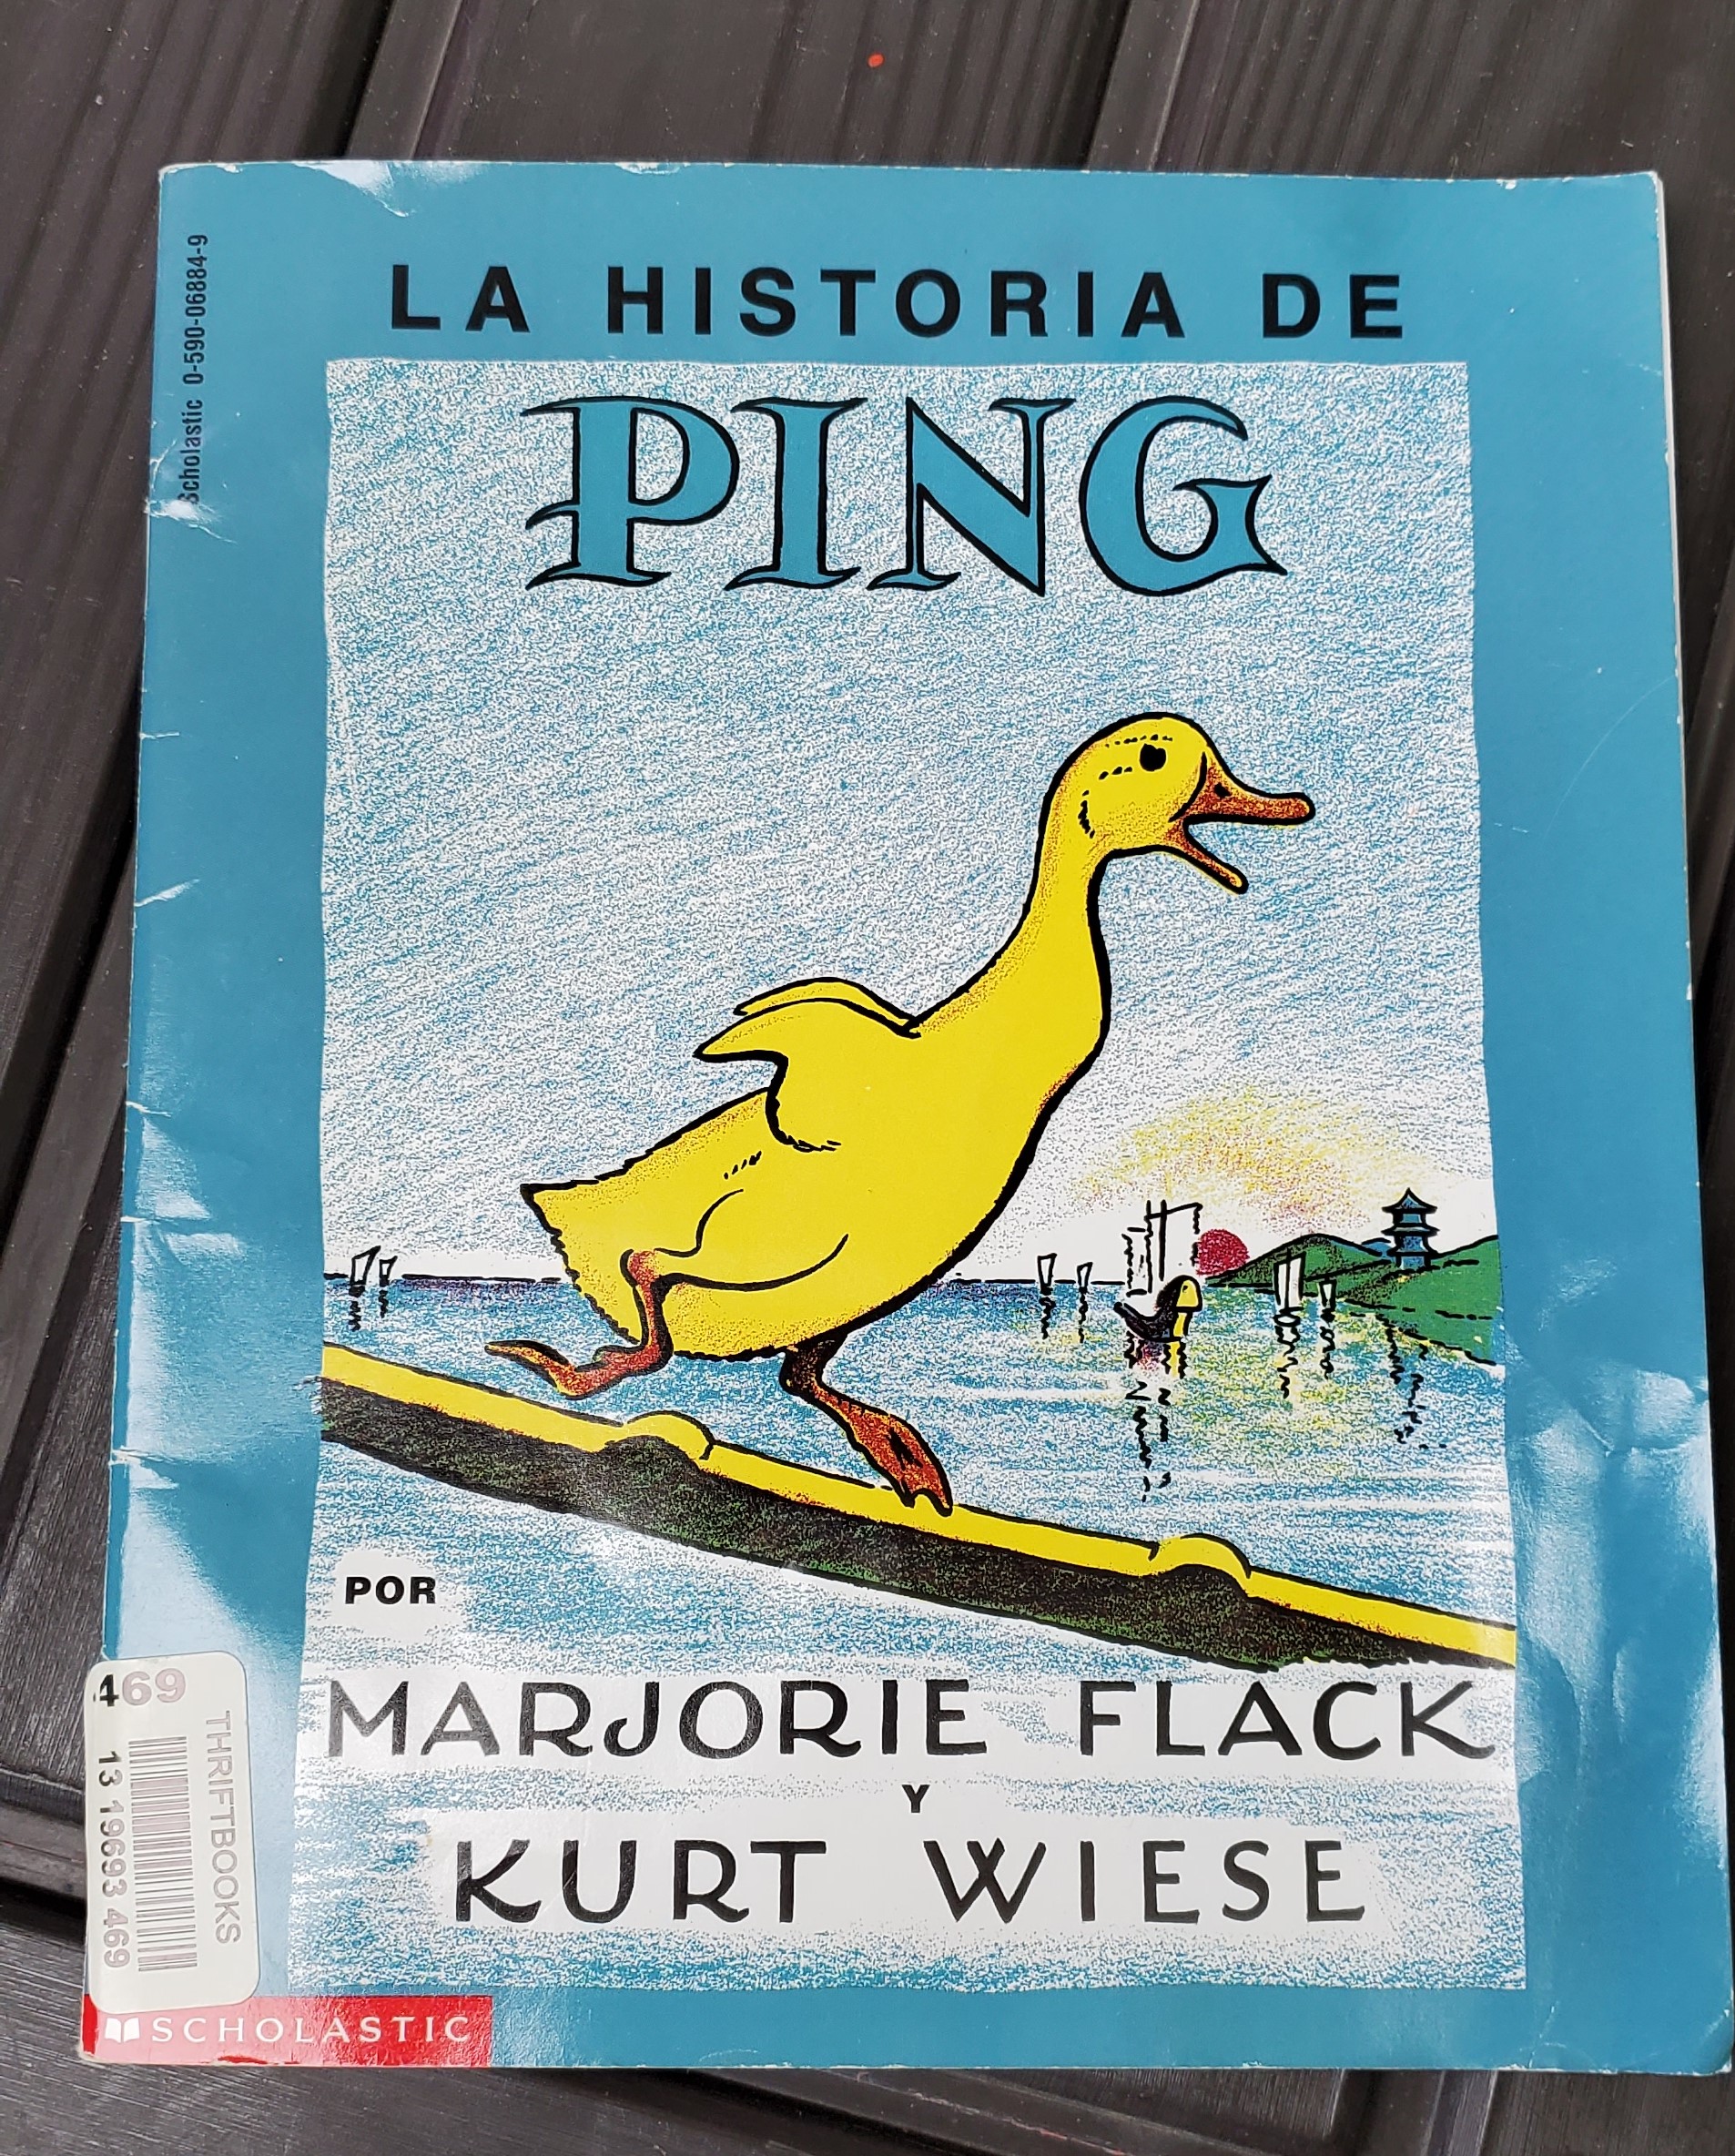 Scholastic 0-590-06884-9
LA HISTORIA DE
PING
POR
MARJORIE FLACK
Y
KURT WIESE
469
THRIFTBOOKS
13 19693 469
SCHOLASTIC